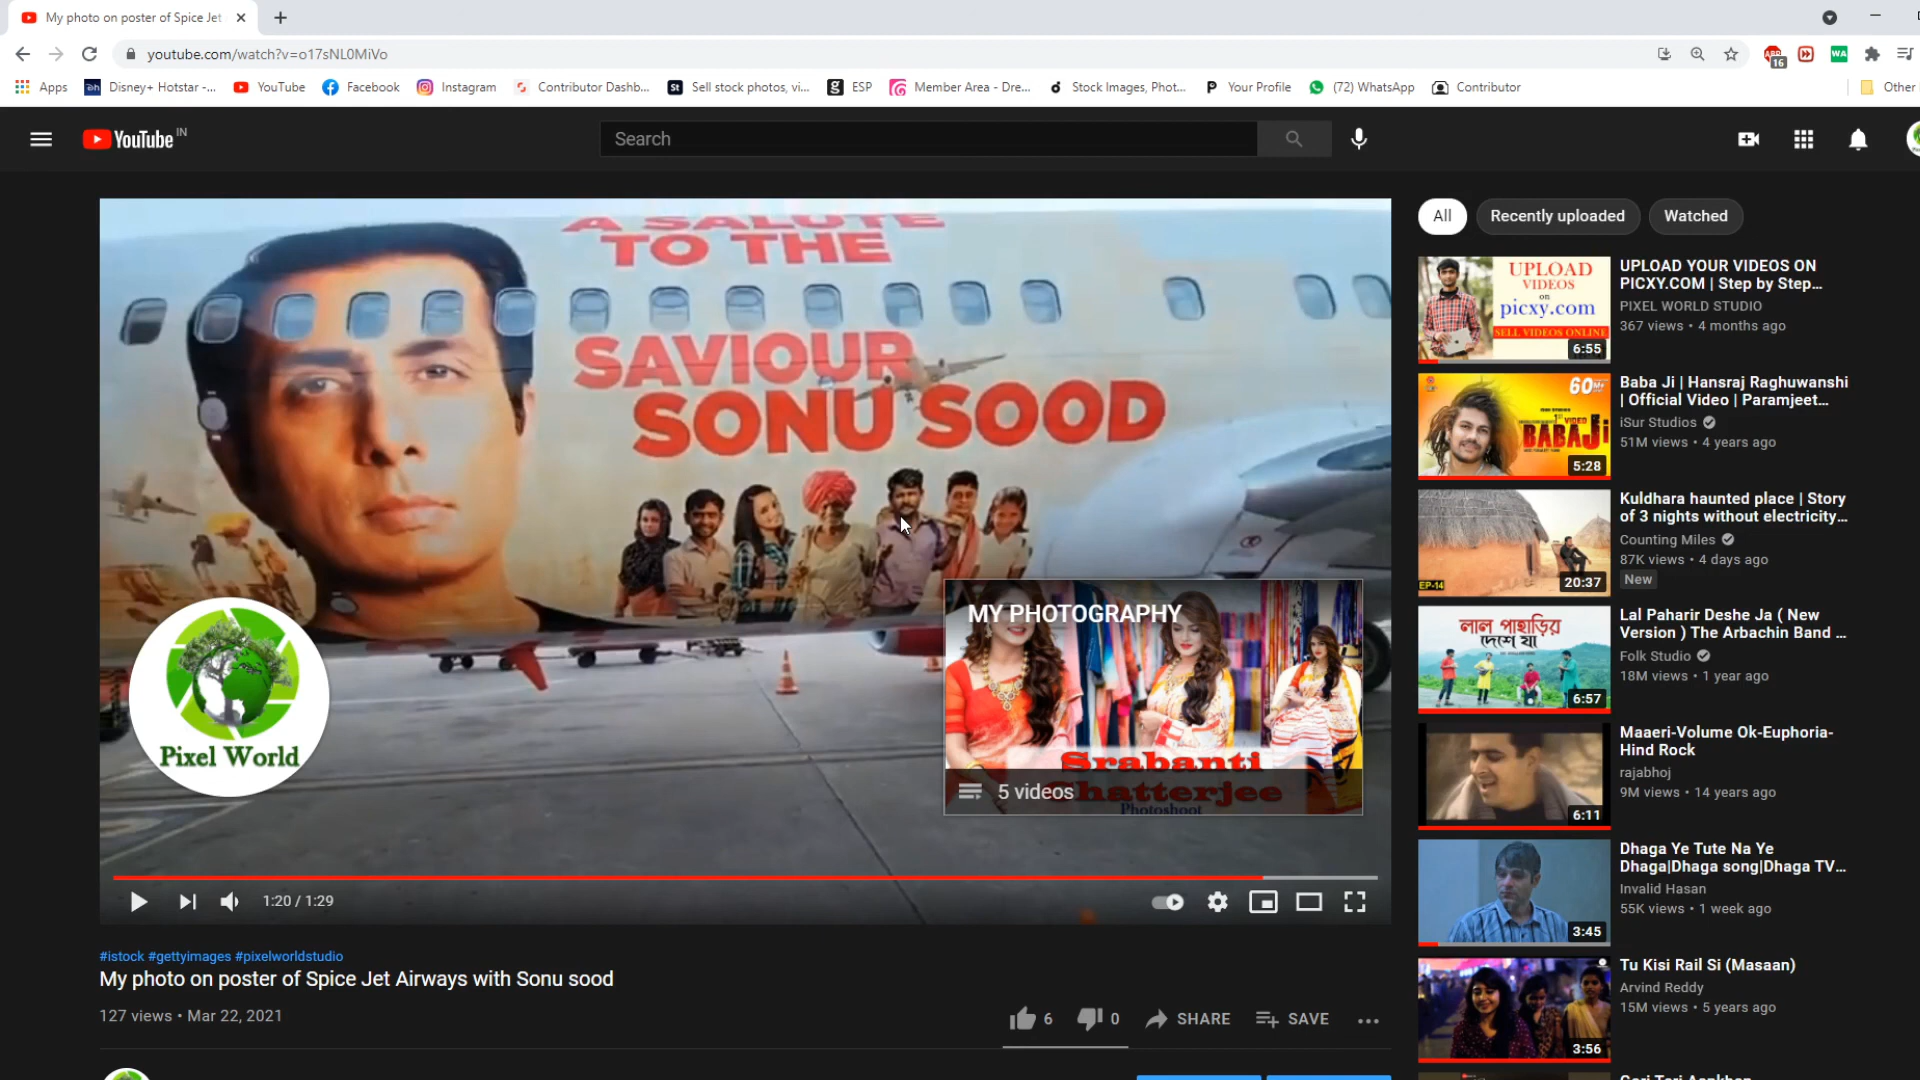 My photo on poster of Spice Jet
youtube.com/watch?v=o17sNL0MiVo
16
WA
Apps
Disney+ Hotstar -...
YouTube
Facebook
Instagram
Contributor Dashb...
Sell stock photos, vi...
ESP
Member Area - Dre...
Stock Images, Phot...
Your Profile
(72) WhatsApp
Contributor
Other
YouTube IN
Search
A SALUTE
TO THE
SAVIOUR
SONU SOOD
Pixel World
MY PHOTOGRAPHY
Srabanti
Chatterjee
Photoshoot
5 videos
1:20 / 1:29
#istock #gettyimages #pixelworldstudio
My photo on poster of Spice Jet Airways with Sonu sood
127 views • Mar 22, 2021
6
0
SHARE
SAVE
All
Recently uploaded
Watched
UPLOAD
VIDEOS
on
picxy.com
SELL VIDEOS ONLINE
6:55
UPLOAD YOUR VIDEOS ON
PICXY.COM | Step by Step...
PIXEL WORLD STUDIO
367 views • 4 months ago
BABAJI
5:28
Baba Ji | Hansraj Raghuwanshi
| Official Video | Paramjeet...
iSur Studios
51M views • 4 years ago
EP-14
20:37
Kuldhara haunted place | Story
of 3 nights without electricity...
Counting Miles
87K views • 4 days ago
New
লাল পাহাড়ির
দেশে যা
6:57
Lal Paharir Deshe Ja ( New
Version ) The Arbachin Band ...
Folk Studio
18M views • 1 year ago
6:11
Maaeri-Volume Ok-Euphoria-
Hind Rock
rajabhoj
9M views • 14 years ago
3:45
Dhaga Ye Tute Na Ye
Dhaga|Dhaga song|Dhaga TV...
Invalid Hasan
55K views • 1 week ago
3:56
Tu Kisi Rail Si (Masaan)
Arvind Reddy
15M views • 5 years ago